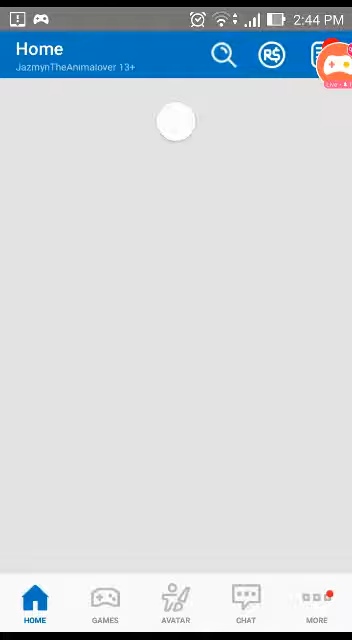 2:44 PM
Home
R$
JazmynTheAnimalover 13+
HOME
GAMES
AVATAR
CHAT
MORE